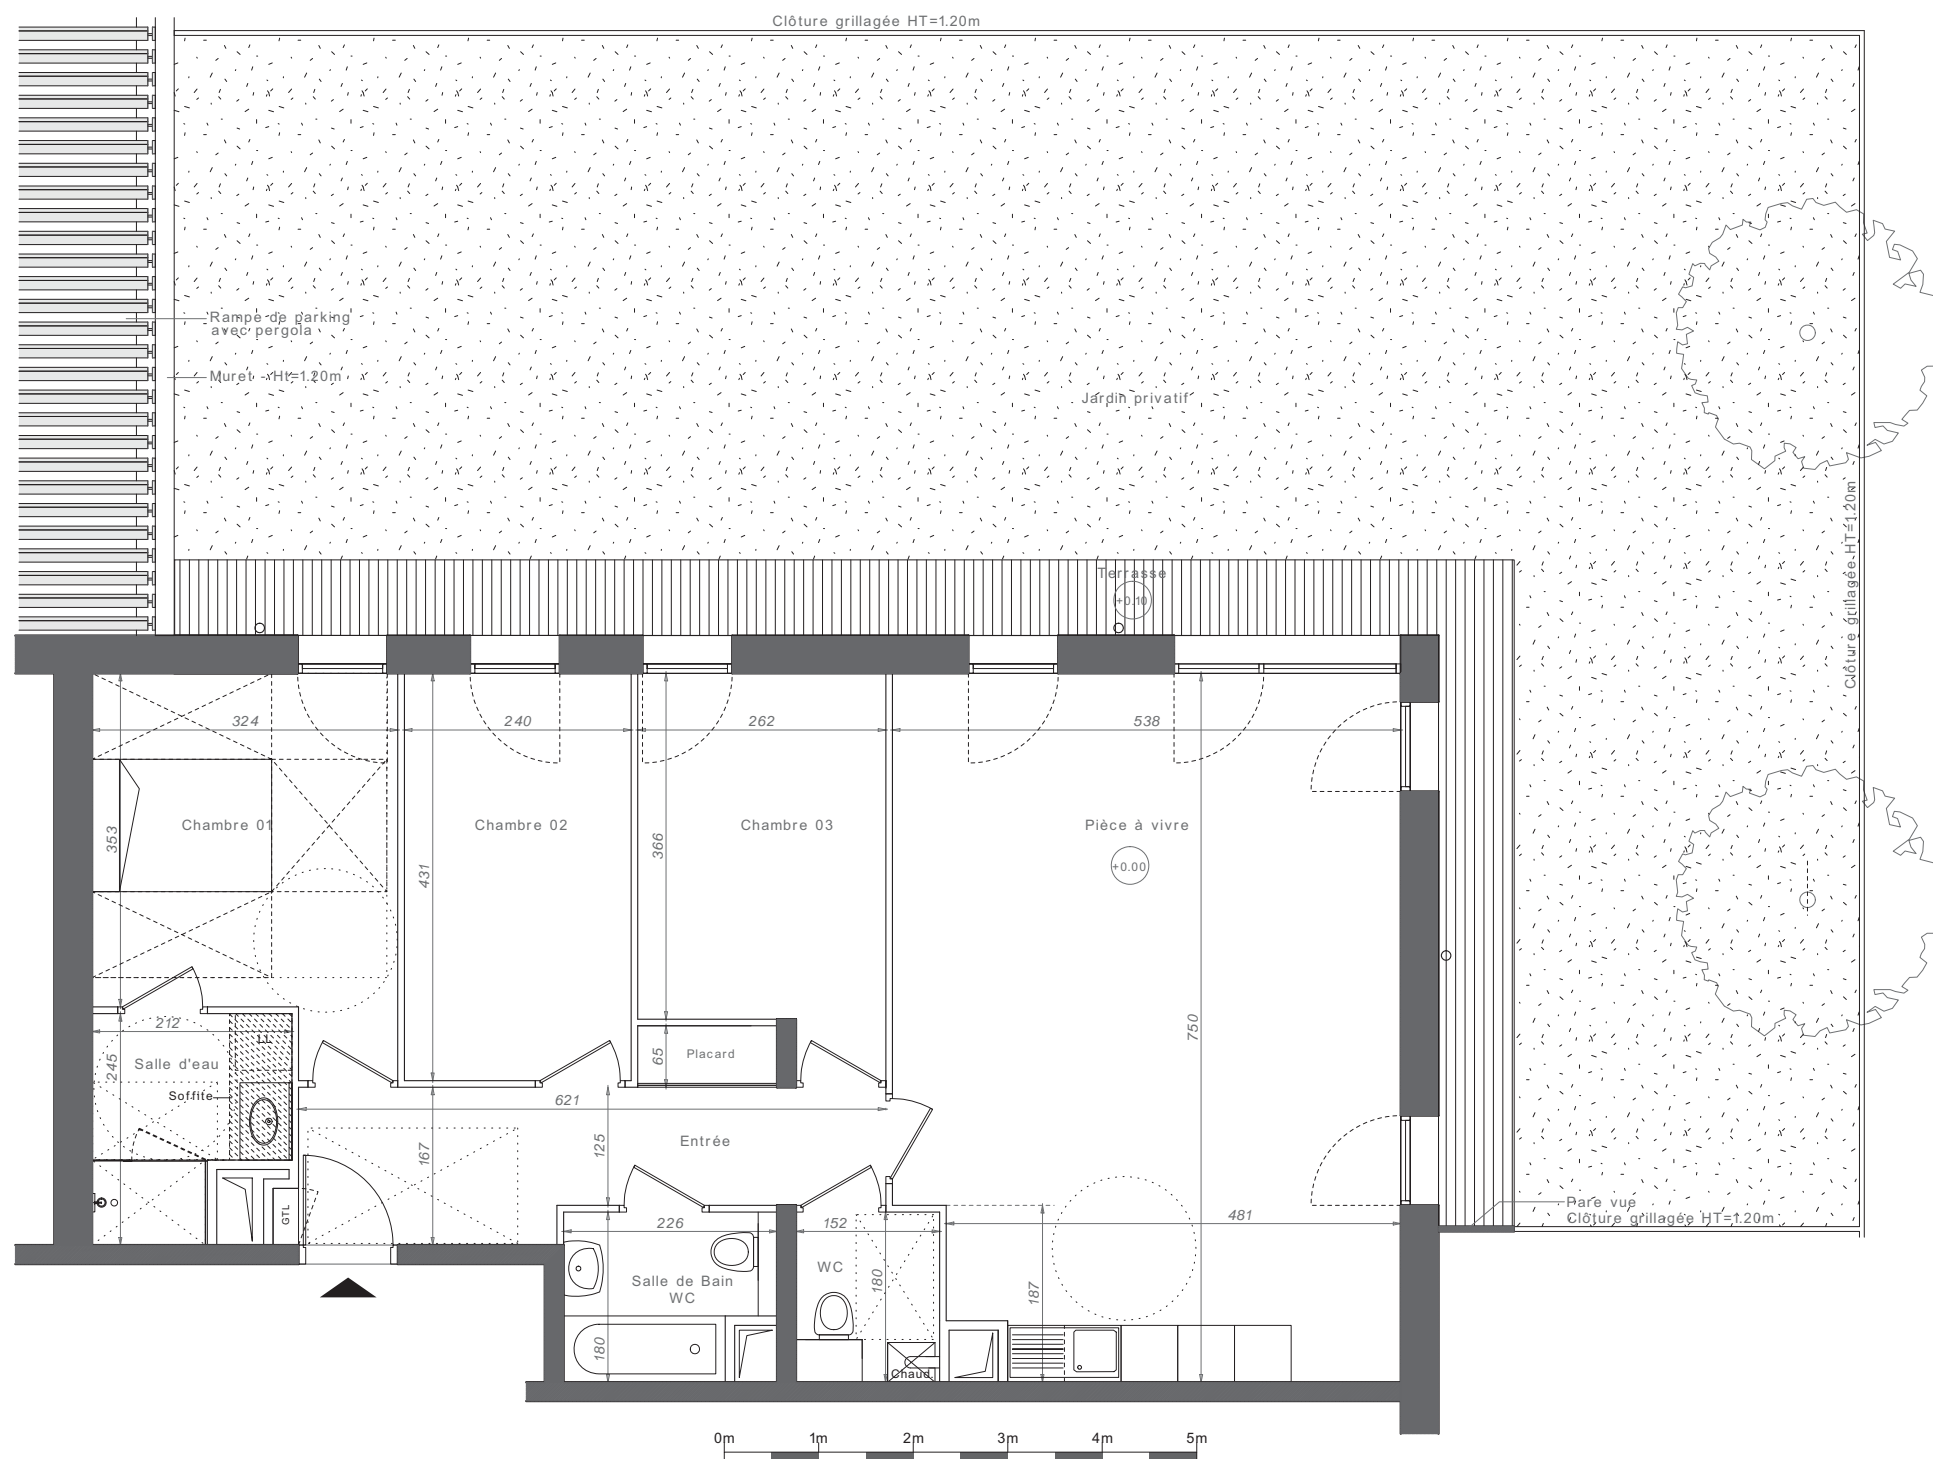 Clôture grillagée HT=1.20m
Rampe de parking
avec pergola
Muret - Ht=1.20m
Jardin privatif
Clôture grillagée HT=1.20m
Terrasse
+0.10
324
240
262
538
Chambre 01
Chambre 02
Chambre 03
Pièce à vivre
+0.00
353
431
366
750
212
245
Salle d'eau
LL
Soffite
65
Placard
621
167
125
Entrée
GTL
226
152
481
Pare vue
Clôture grillagée HT=1.20m
Salle de Bain
WC
WC
180
180
187
Chaud.
0m
1m
2m
3m
4m
5m